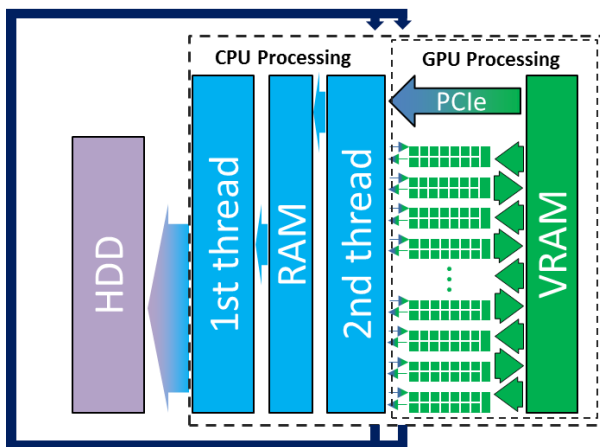 CPU Processing
GPU Processing
PCIe
HDD
1st thread
RAM
2nd thread
VRAM